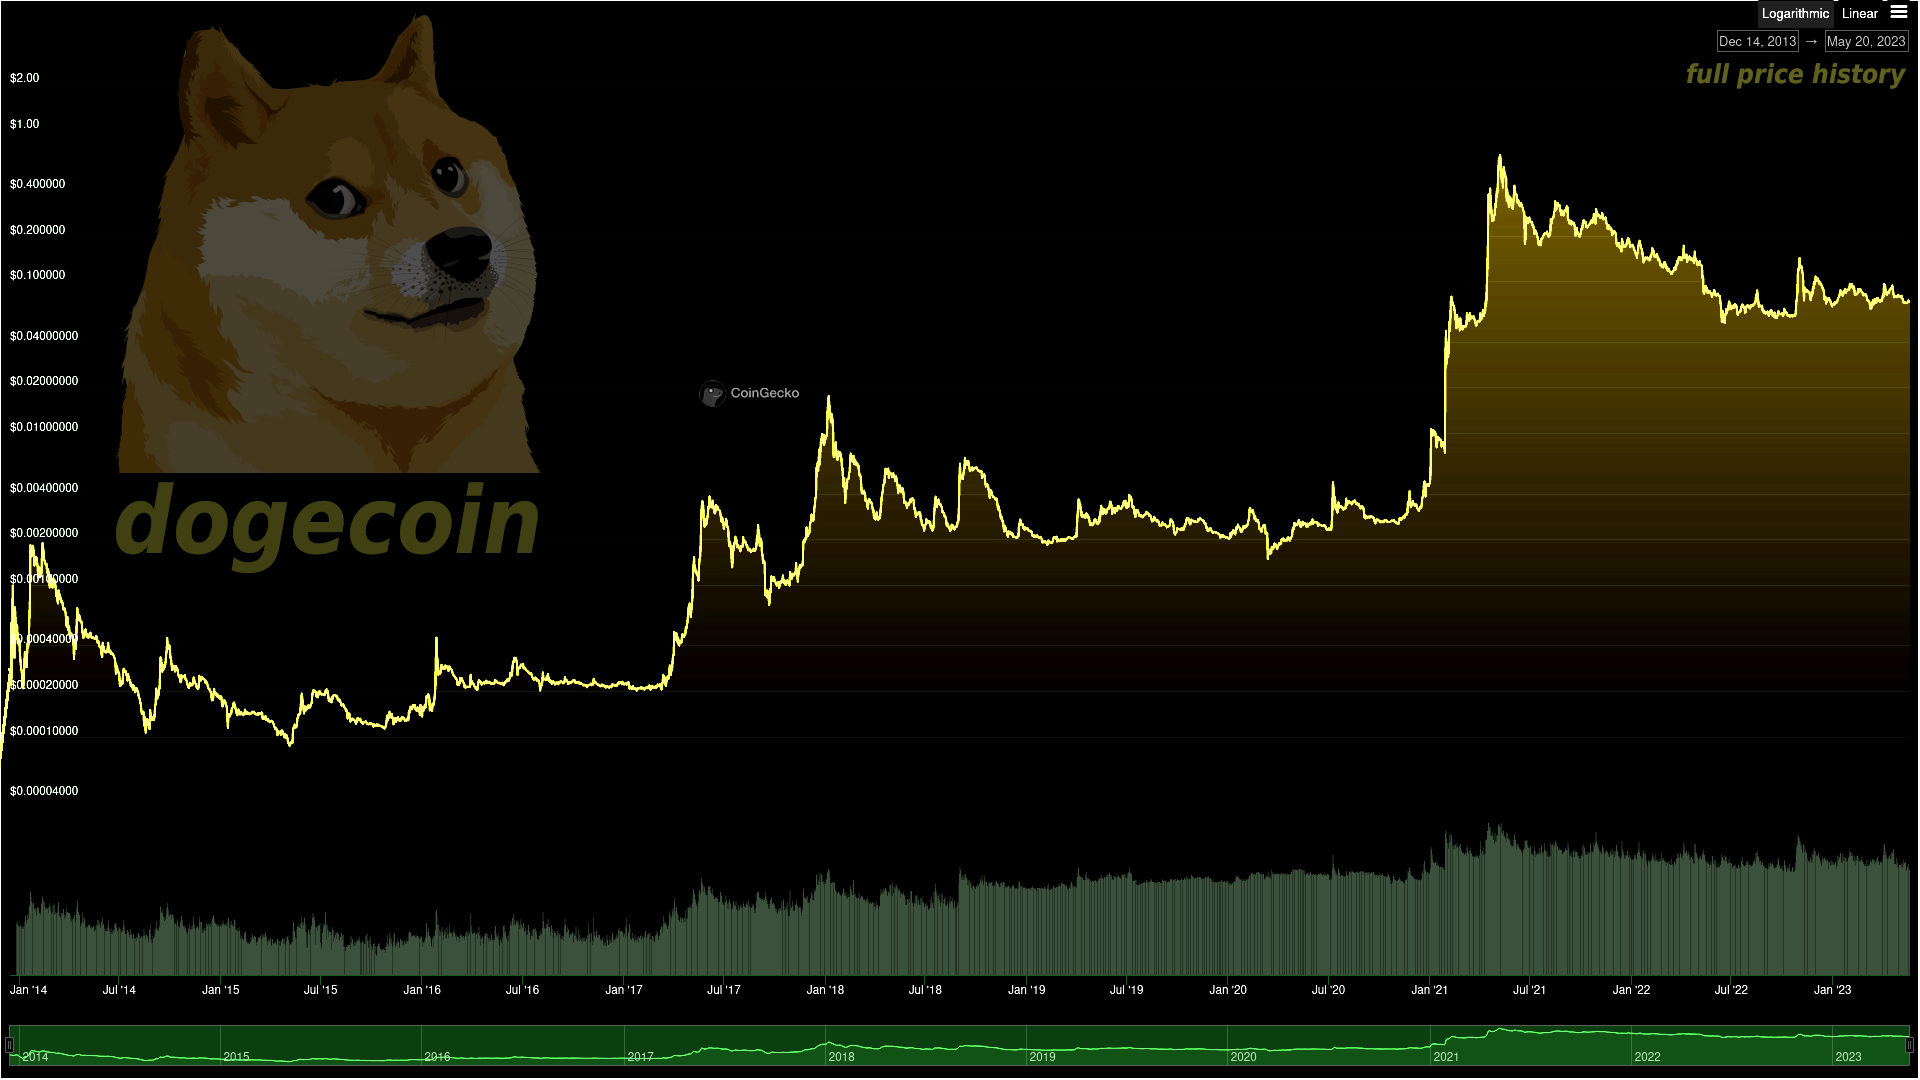 Logarithmic Linear
Dec 14, 2013 → May 20, 2023
full price history
$2.00
$1.00
$0.400000
$0.200000
$0.100000
$0.04000000
$0.02000000
$0.01000000
$0.00400000
$0.00200000
$0.00100000
$0.00040000
$0.00020000
$0.00010000
$0.00004000
CoinGecko
dogecoin
Jan '14 Jul '14 Jan '15 Jul '15 Jan '16 Jul '16 Jan '17 Jul '17 Jan '18 Jul '18 Jan '19 Jul '19 Jan '20 Jul '20 Jan '21 Jul '21 Jan '22 Jul '22 Jan '23
2014 2015 2016 2017 2018 2019 2020 2021 2022 2023